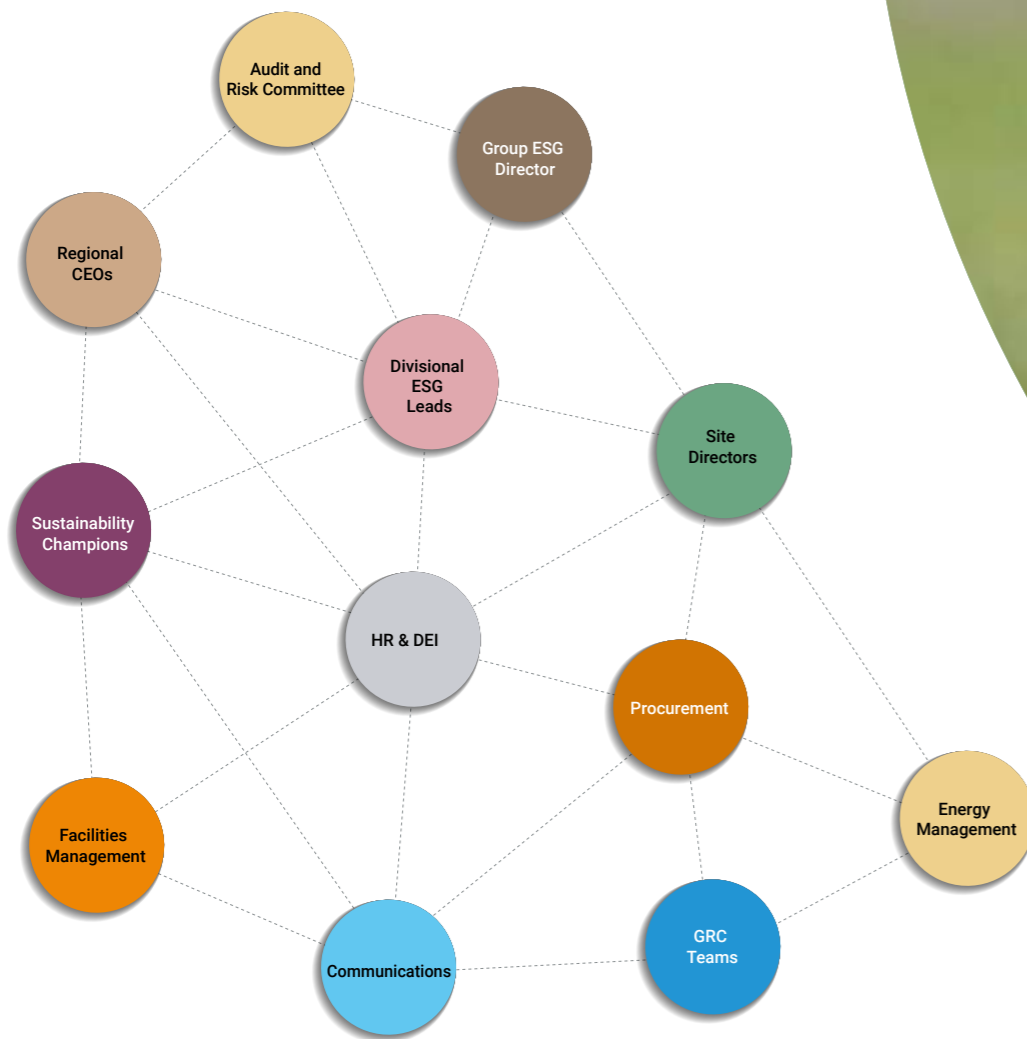 Audit and
Risk Committee
Group ESG
Director
Regional
CEOs
Divisional
ESG
Leads
Site
Directors
Sustainability
Champions
HR & DEI
Procurement
Facilities
Management
Energy
Management
GRC
Teams
Communications